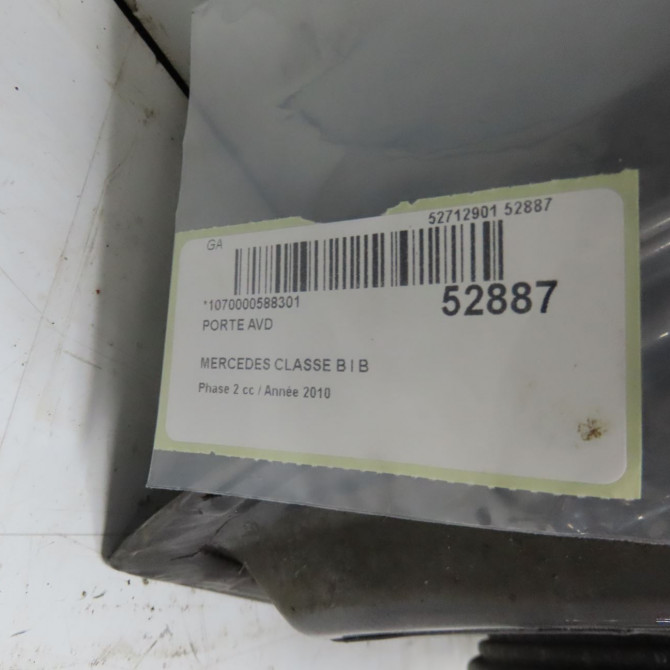 52712901 52887
GA
*1070000588301
52887
PORTE AVD
MERCEDES CLASSE B I B
Phase 2 cc / Année 2010